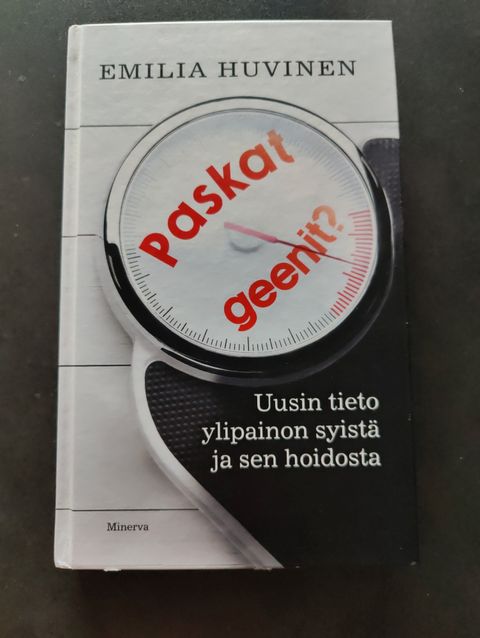 EMILIA HUVINEN
Paskat
geenit?
Uusin tieto
ylipainon syistä
ja sen hoidosta
Minerva